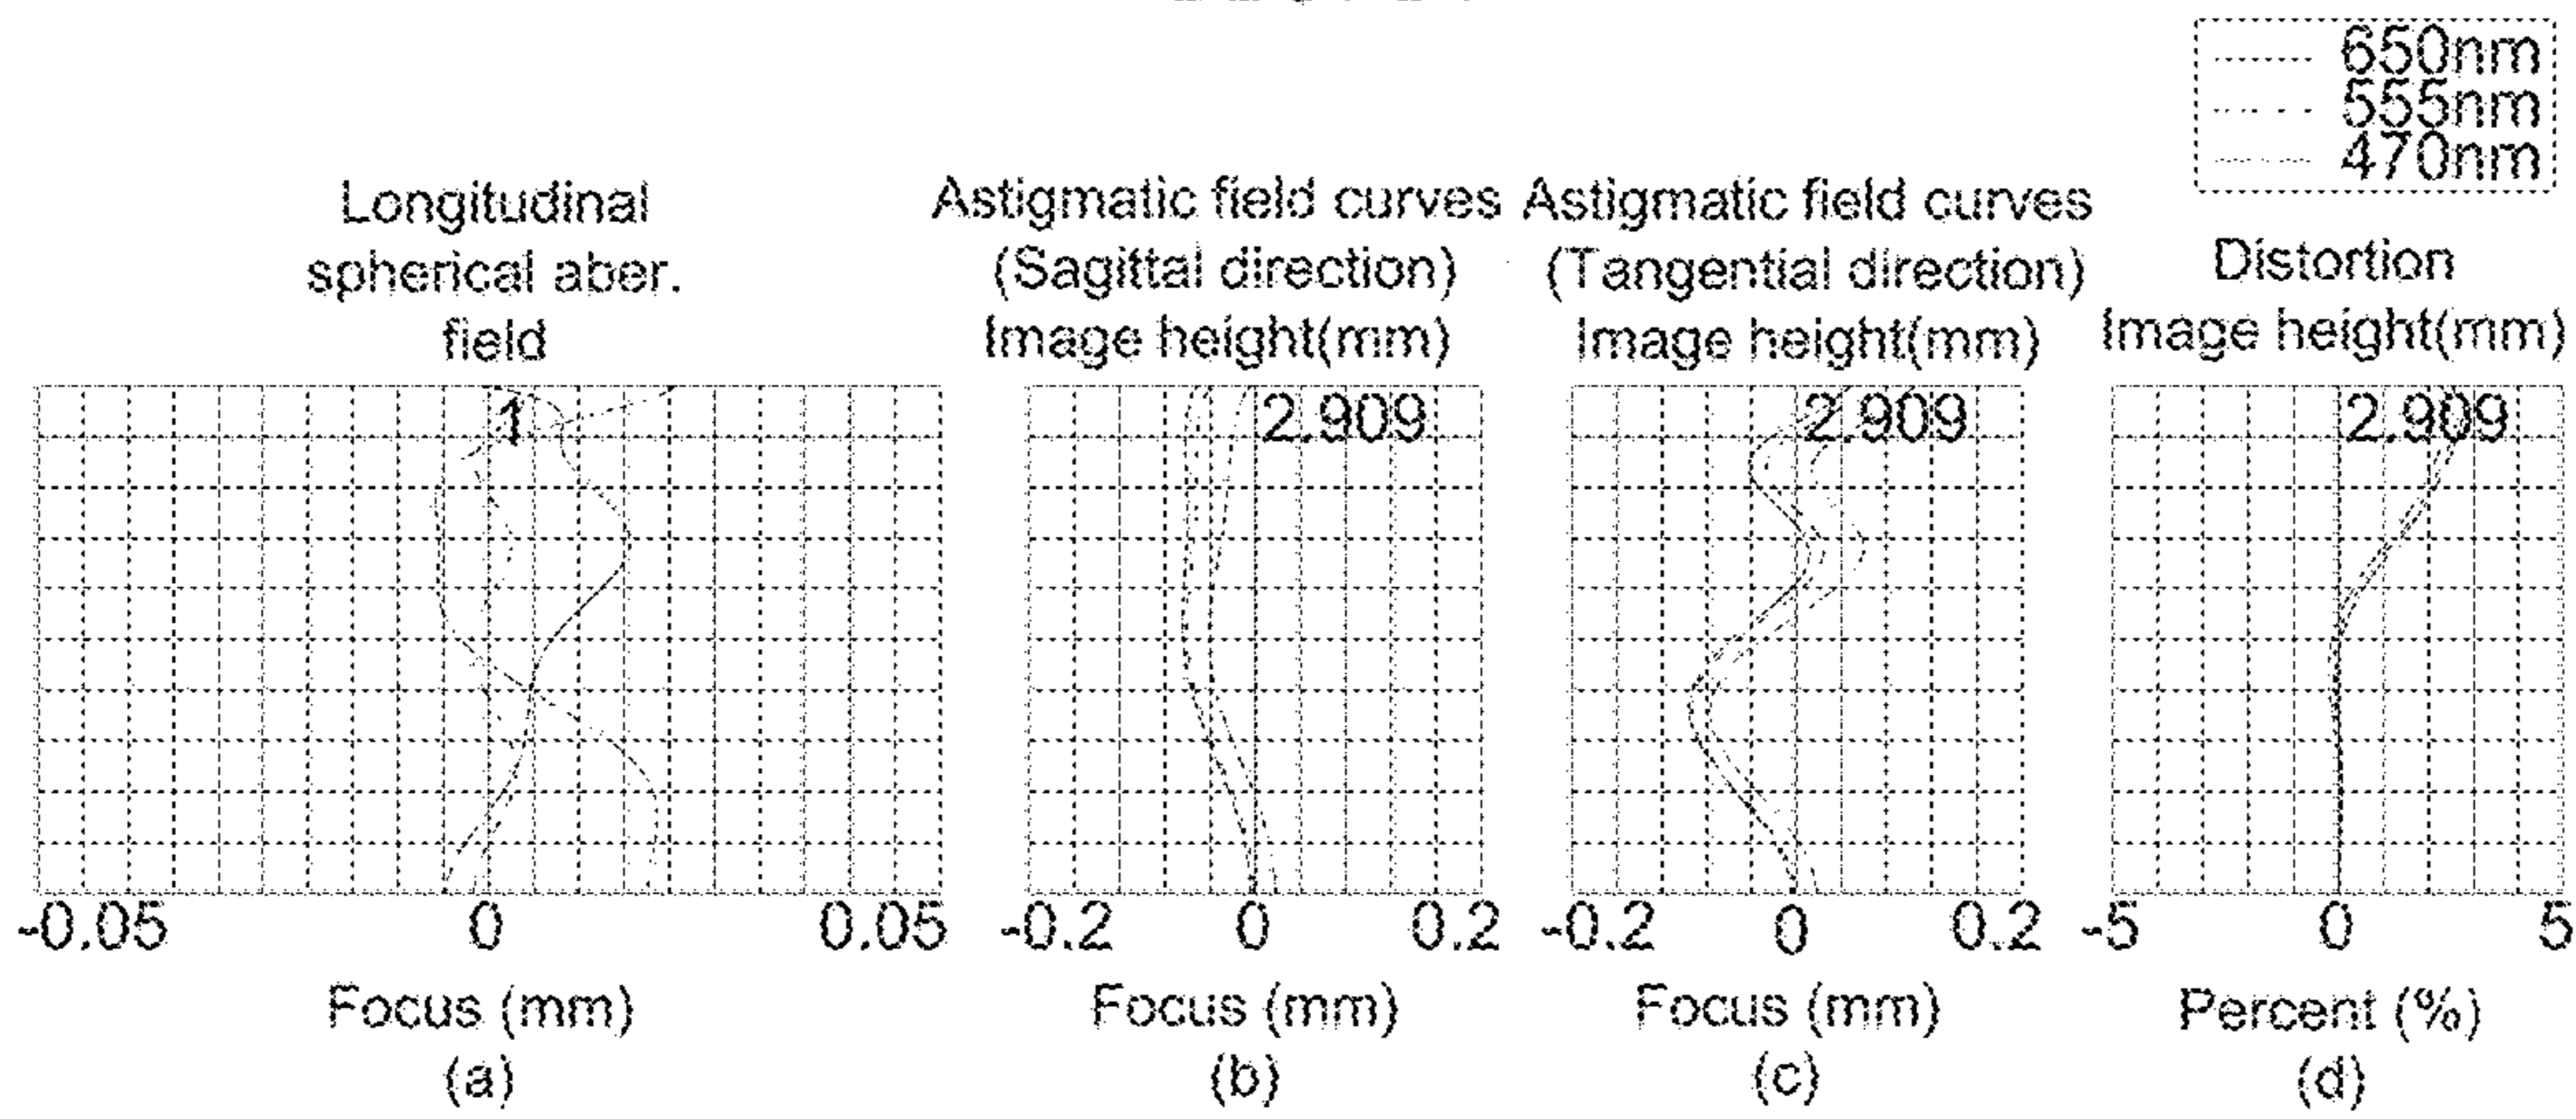 650nm
555nm
470nm
Longitudinal
spherical aber.
field
Astigmatic field curves
(Sagittal direction)
Image height(mm)
Astigmatic field curves
(Tangential direction)
Image height(mm)
Distortion
Image height(mm)
1
2.909
2.909
2.909
-0.05 0 0.05
-0.2 0 0.2
-0.2 0 0.2
-5 0 5
Focus (mm)
Focus (mm)
Focus (mm)
Percent (%)
(a)
(b)
(c)
(d)